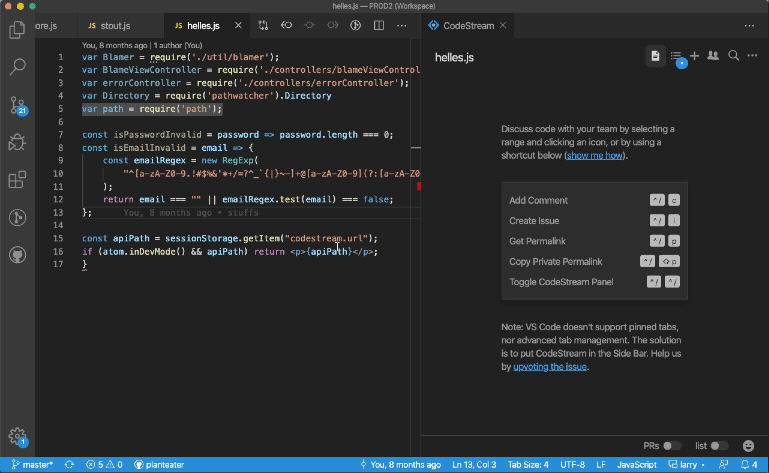 helles.js — PROD2 (Workspace)
ore.js
JS stout.js
JS helles.js
CodeStream
You, 8 months ago | 1 author (You)
1 var Blamer = require('./util/blamer');
2 var BlameViewController = require('./controllers/blameViewControl
3 var errorController = require('./controllers/errorController');
4 var Directory = require('pathwatcher').Directory
5 var path = require('path');
6
7 const isPasswordInvalid = password => password.length === 0;
8 const isEmailInvalid = email => {
9 const emailRegex = new RegExp(
10 "^[a-zA-Z0-9.!#$%&'*+/=?^_`{|}~-]+@[a-zA-Z0-9](?:[a-zA-Z0
11 );
12 return email === "" || emailRegex.test(email) === false;
13 }; You, 8 months ago • stuffs
14
15 const apiPath = sessionStorage.getItem("codestream.url");
16 if (atom.inDevMode() && apiPath) return <p>{apiPath}</p>;
17 }
21
1
helles.js
Discuss code with your team by selecting a
range and clicking an icon, or by using a
shortcut below (show me how).
Add Comment ^ / c
Create Issue ^ / i
Get Permalink ^ / p
Copy Private Permalink ^ / ⇧ p
Toggle CodeStream Panel ^ / ^ /
Note: VS Code doesn't support pinned tabs,
nor advanced tab management. The solution
is to put CodeStream in the Side Bar. Help us
by upvoting the issue.
PRs list
master* 5 0 planteater You, 8 months ago Ln 13, Col 3 Tab Size: 4 UTF-8 LF JavaScript larry 4